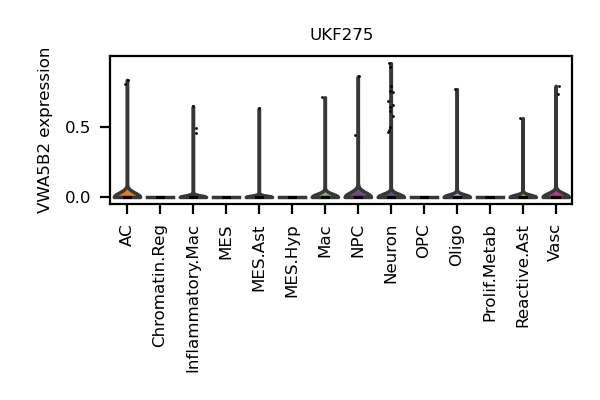 UKF275
VWA5B2 expression
0.5
0.0
AC
Chromatin.Reg
Inflammatory.Mac
MES
MES.Ast
MES.Hyp
Mac
NPC
Neuron
OPC
Oligo
Prolif.Metab
Reactive.Ast
Vasc